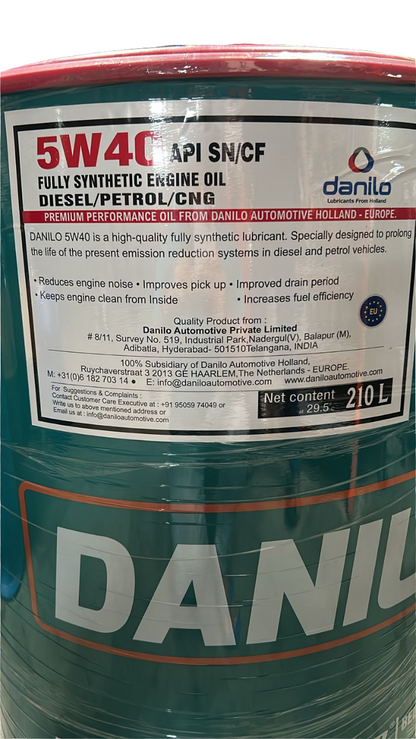 5W40 API SN/CF
FULLY SYNTHETIC ENGINE OIL
DIESEL/PETROL/CNG
danilo
Lubricants From Holland
PREMIUM PERFORMANCE OIL FROM DANILO AUTOMOTIVE HOLLAND - EUROPE.
DANILO 5W40 is a high-quality fully synthetic lubricant. Specially designed to prolong
the life of the present emission reduction systems in diesel and petrol vehicles.
• Reduces engine noise • Improves pick up • Improved drain period
• Keeps engine clean from Inside • Increases fuel efficiency
EU
Quality Product from :
Danilo Automotive Private Limited
# 8/11, Survey No. 519, Industrial Park,Nadergul(V), Balapur (M),
Adibatla, Hyderabad- 501510Telangana, INDIA
100% Subsidiary of Danilo Automotive Holland,
Ruychaverstraat 3 2013 GE HAARLEM,The Netherlands - EUROPE.
M: +31(0)6 182 703 14 • E: info@daniloautomotive.com www.daniloautomotive.com
For Suggestions & Complaints :
Contact Customer Care Executive at : +91 95059 74049 or
Write us to above mentioned address or
Email us at : info@daniloautomotive.com
Net content 210 L
at 29.5°C
DANIL